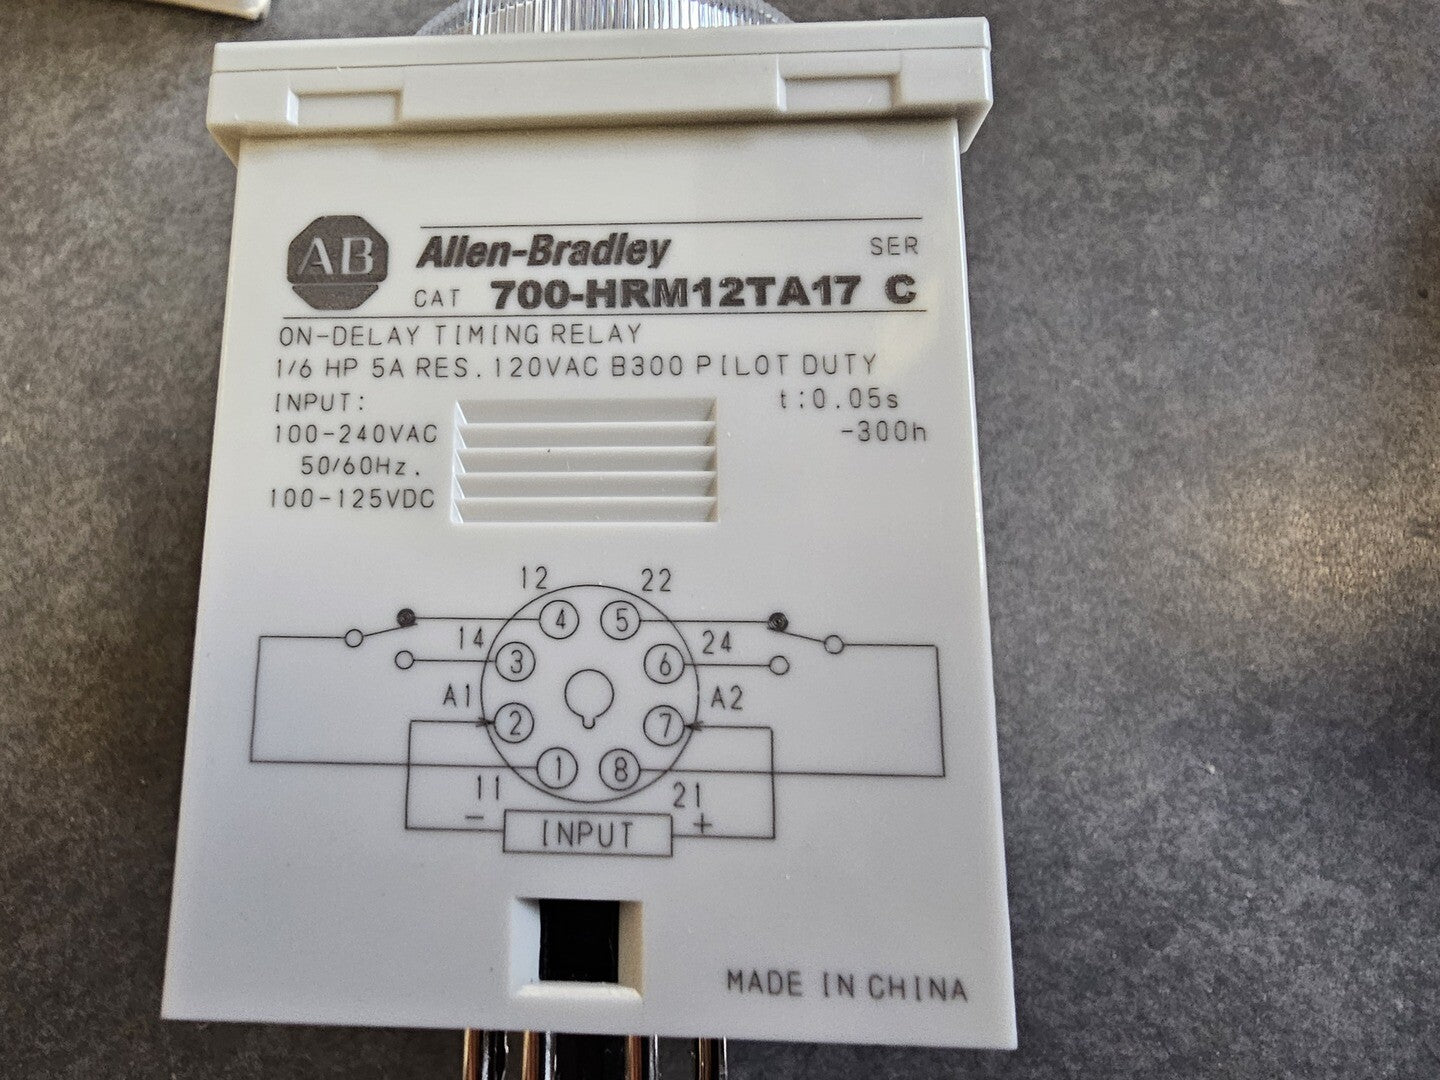 AB
Allen-Bradley SER
CAT 700-HRM12TA17 C
ON-DELAY TIMING RELAY
1/6 HP 5A RES. 120VAC B300 PILOT DUTY
INPUT: t:0.05s
100-240VAC -300h
50/60Hz.
100-125VDC
12 22
4 5
14 24
3 6
A1 A2
2 7
1 8
11 21
- INPUT +
MADE IN CHINA